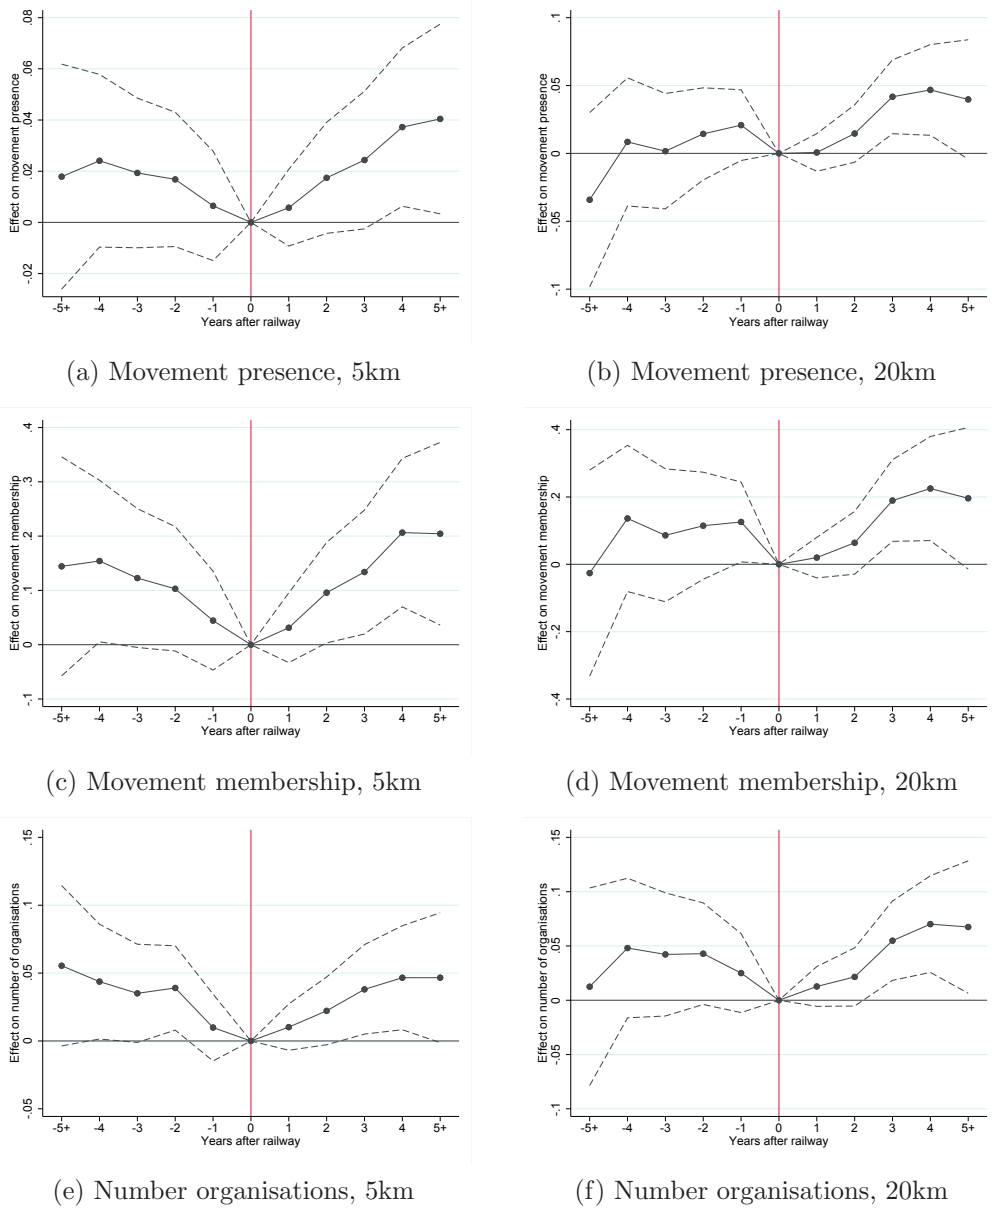 Effect on movement presence
.08
.06
.04
.02
0
-.02
-5+ -4 -3 -2 -1 0 1 2 3 4 5+
Years after railway
(a) Movement presence, 5km
Effect on movement presence
.1
.05
0
-.05
-.1
-5+ -4 -3 -2 -1 0 1 2 3 4 5+
Years after railway
(b) Movement presence, 20km
Effect on movement membership
.4
.3
.2
.1
0
-.1
-5+ -4 -3 -2 -1 0 1 2 3 4 5+
Years after railway
(c) Movement membership, 5km
Effect on movement membership
.4
.2
0
-.2
-.4
-5+ -4 -3 -2 -1 0 1 2 3 4 5+
Years after railway
(d) Movement membership, 20km
Effect on number of organisations
.15
.1
.05
0
-.05
-5+ -4 -3 -2 -1 0 1 2 3 4 5+
Years after railway
(e) Number organisations, 5km
Effect on number of organisations
.15
.1
.05
0
-.05
-.1
-5+ -4 -3 -2 -1 0 1 2 3 4 5+
Years after railway
(f) Number organisations, 20km